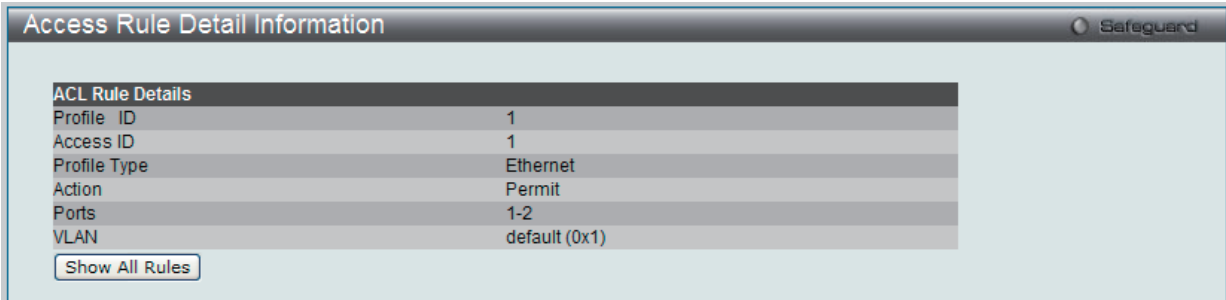 Access Rule Detail Information
Safeguard
ACL Rule Details
Profile ID 1
Access ID 1
Profile Type Ethernet
Action Permit
Ports 1-2
VLAN default (0x1)
Show All Rules